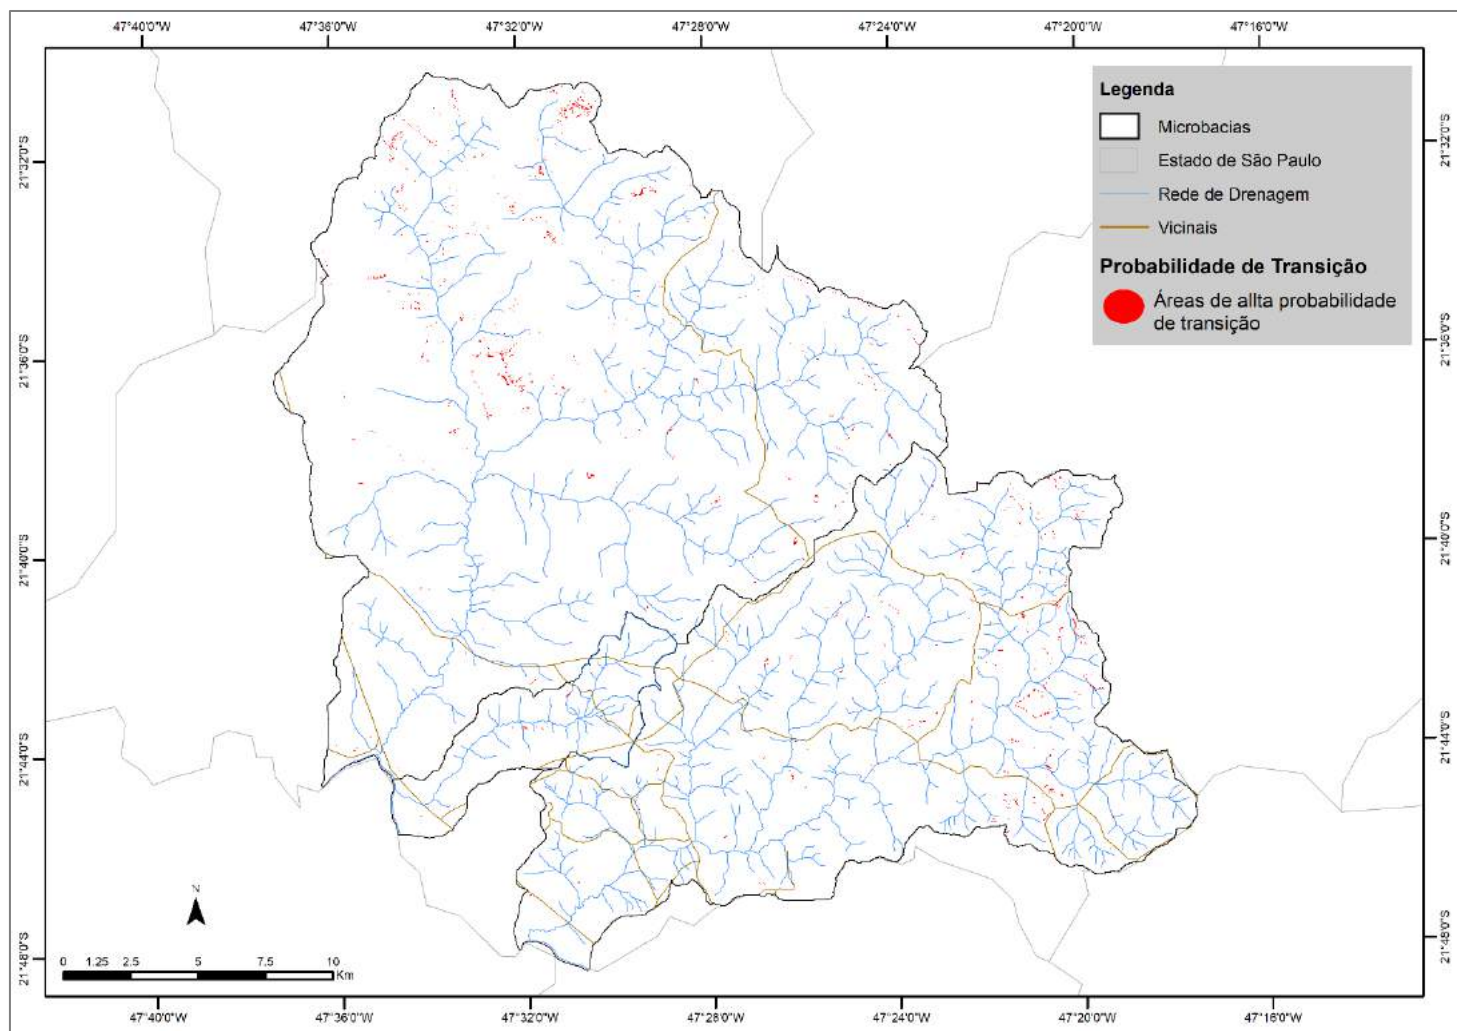 47°40'0"W 47°36'0"W 47°32'0"W 47°28'0"W 47°24'0"W 47°20'0"W 47°16'0"W
Legenda
Microbacias
Estado de São Paulo
Rede de Drenagem
Vicinais
Probabilidade de Transição
Áreas de allta probabilidade
de transição
21°32'0"S
21°36'0"S
21°40'0"S
21°44'0"S
21°48'0"S
21°32'0"S
21°36'0"S
21°40'0"S
21°44'0"S
21°48'0"S
N
0 1.25 2.5 5 7.5 10
Km
47°40'0"W 47°36'0"W 47°32'0"W 47°28'0"W 47°24'0"W 47°20'0"W 47°16'0"W